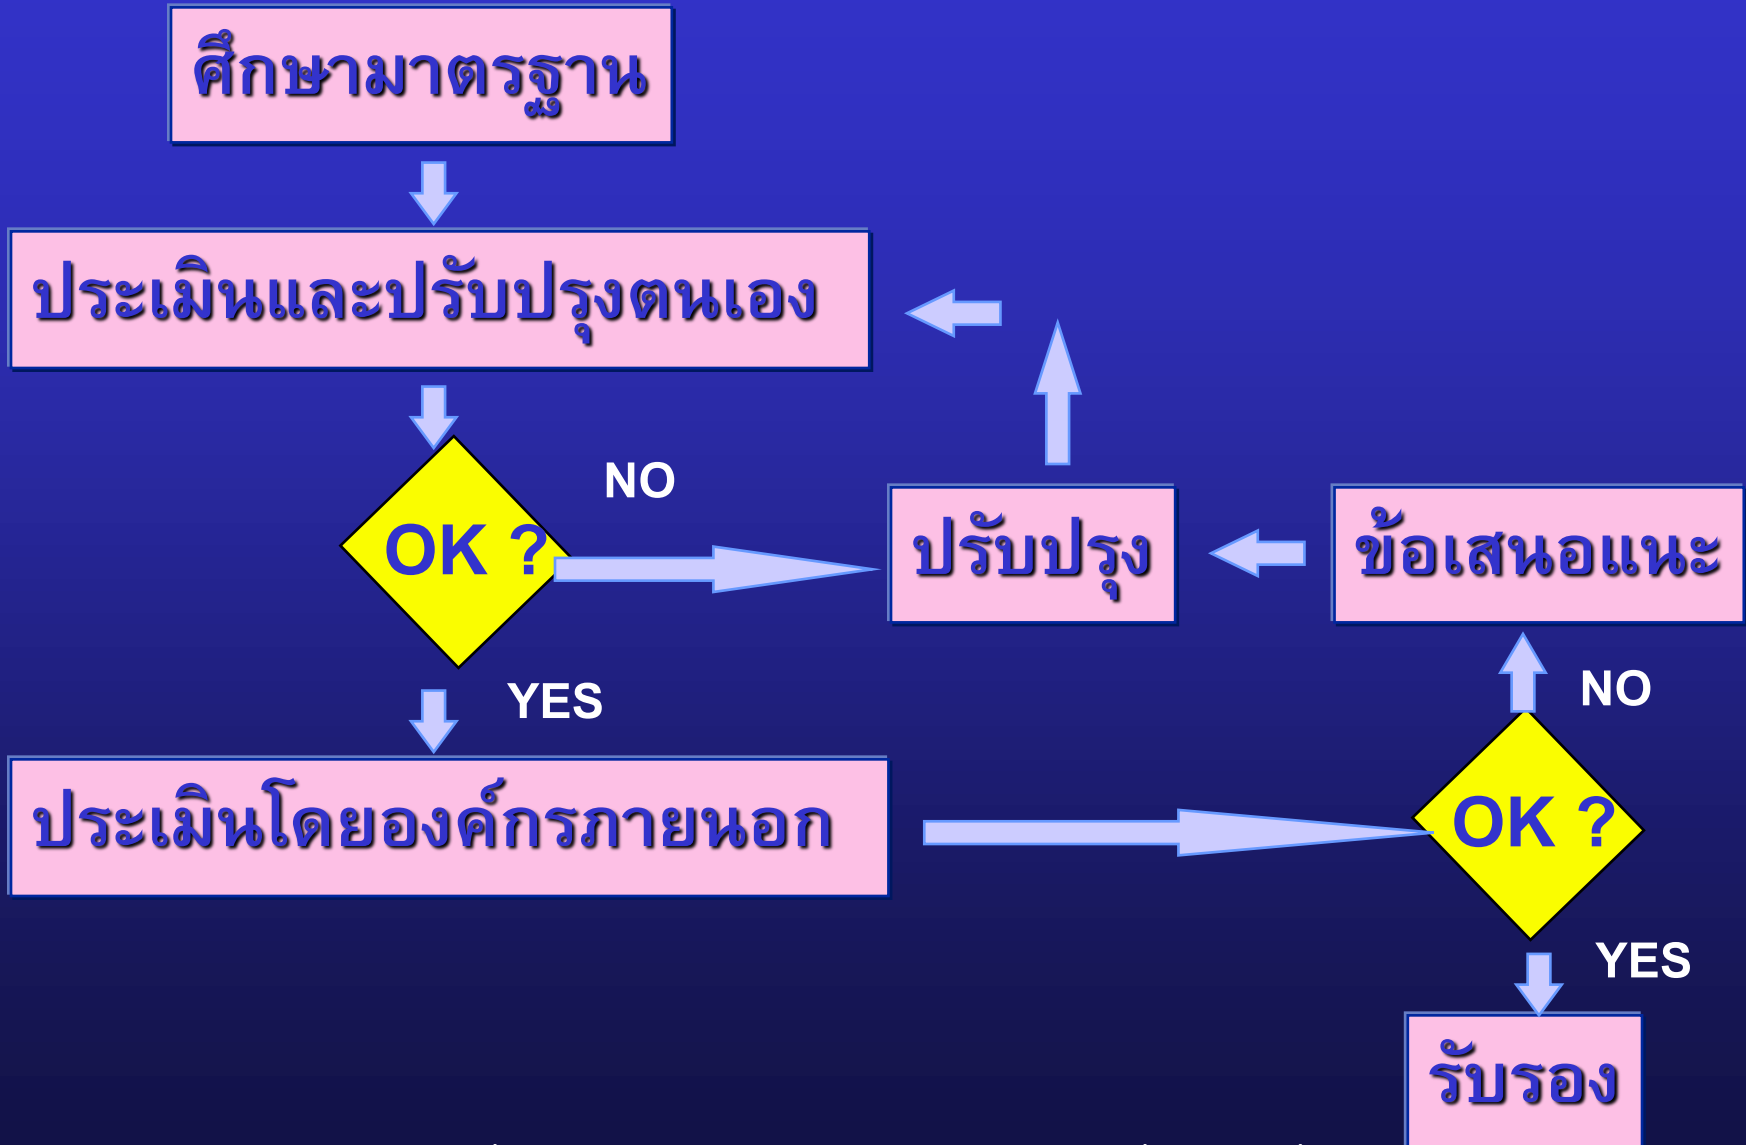 ศึกษามาตรฐาน
ประเมินและปรับปรุงตนเอง
NO
OK ?
ปรับปรุง
ข้อเสนอแนะ
YES
NO
ประเมินโดยองค์กรภายนอก
OK ?
YES
รับรอง